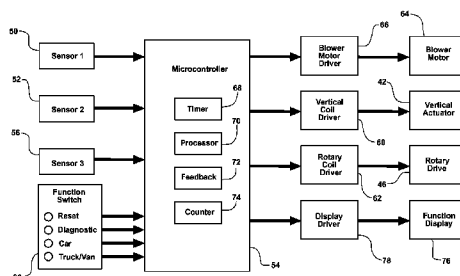 50
Sensor 1
52
Sensor 2
56
Sensor 3
Function
Switch
Reset
Diagnostic
Car
Truck/Van
Microcontroller
Timer
68
Processor
70
Feedback
72
Counter
74
54
66
Blower
Motor
Driver
64
Blower
Motor
Vertical
Coil
Driver
60
42
Vertical
Actuator
Rotary
Coil
Driver
62
Rotary
Drive
46
Display
Driver
78
Function
Display
76